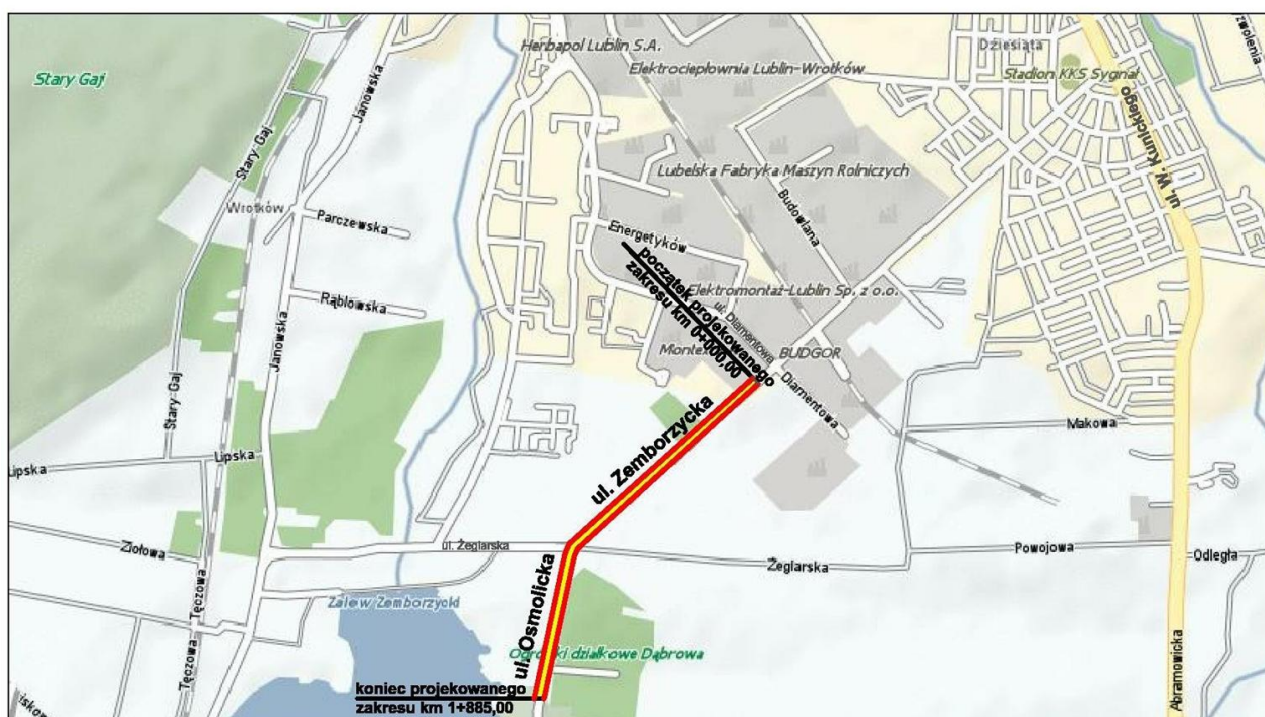 Stary Gaj
Stary Gaj
Janowska
Herbapol Lublin S.A.
Elektrociepłownia Lublin-Wrotków
Dziesiąta
Stadion KKS Sygnał
ul. W. Kunickiego
Wrotków
Parczewska
Lubelska Fabryka Maszyn Rolniczych
Budowlana
Energetyków
początek projekowanego
zakresu km 0+000,00
Elektromontaż-Lublin Sp. z o.o.
ul. Diamentowa
Rąblowska
Janowska
Stary Gaj
BUDGOR
Diamentowa
ul. Zemborzycka
Makowa
Lipska
Lipska
Ziołowa
ul. Żeglarska
Żeglarska
Powojowa
Odległa
Tęczowa
Tęczowa
Zalew Zemborzycki
ul. Osmolicka
działkowe Dąbrowa
Abramowicka
koniec projekowanego
zakresu km 1+885,00